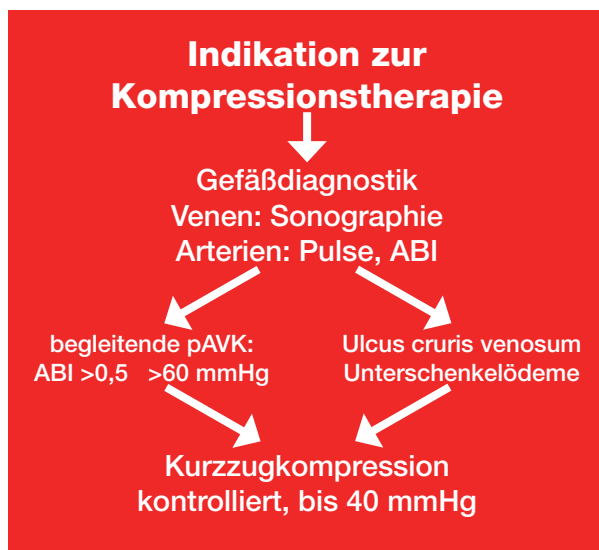 Indikation zur
Kompressionstherapie
Gefäßdiagnostik
Venen: Sonographie
Arterien: Pulse, ABI
begleitende pAVK:
ABI >0,5 >60 mmHg
Ulcus cruris venosum
Unterschenkelödeme
Kurzzugkompression
kontrolliert, bis 40 mmHg